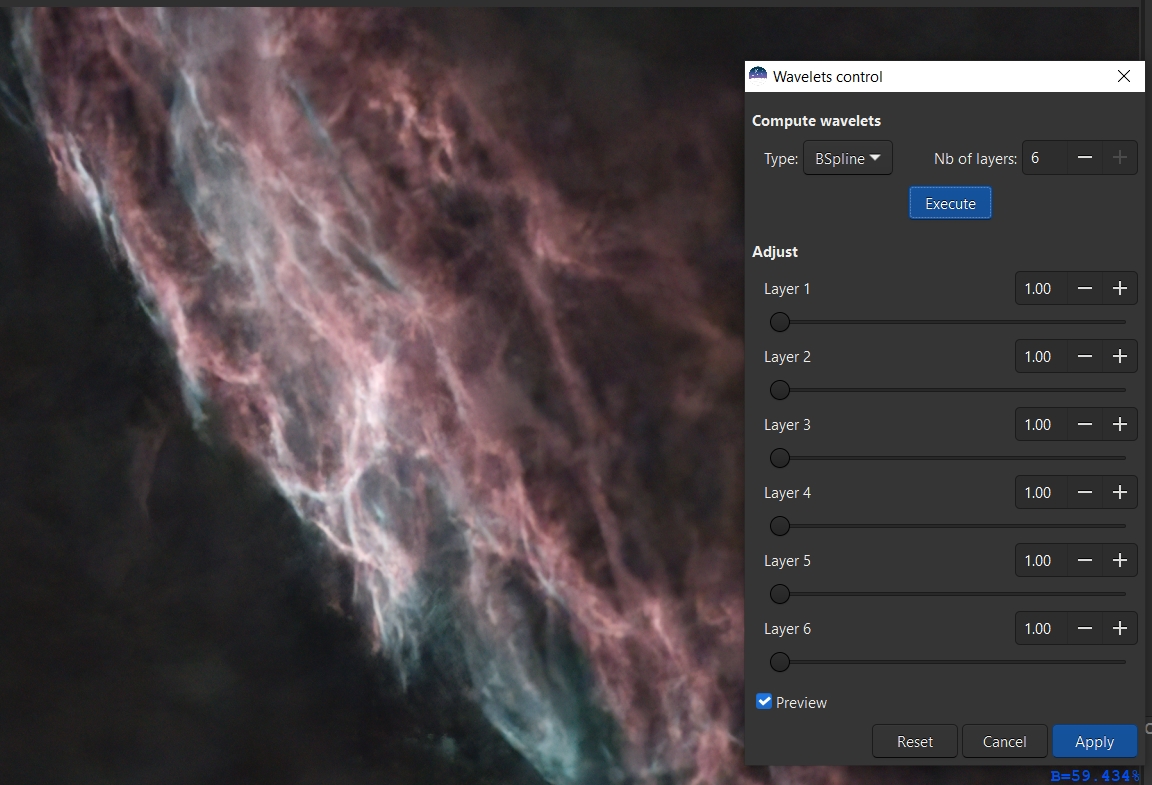 Wavelets control
Compute wavelets
Type: BSpline Nb of layers: 6
Execute
Adjust
Layer 1 1.00
Layer 2 1.00
Layer 3 1.00
Layer 4 1.00
Layer 5 1.00
Layer 6 1.00
Preview
Reset Cancel Apply
B=59.434%